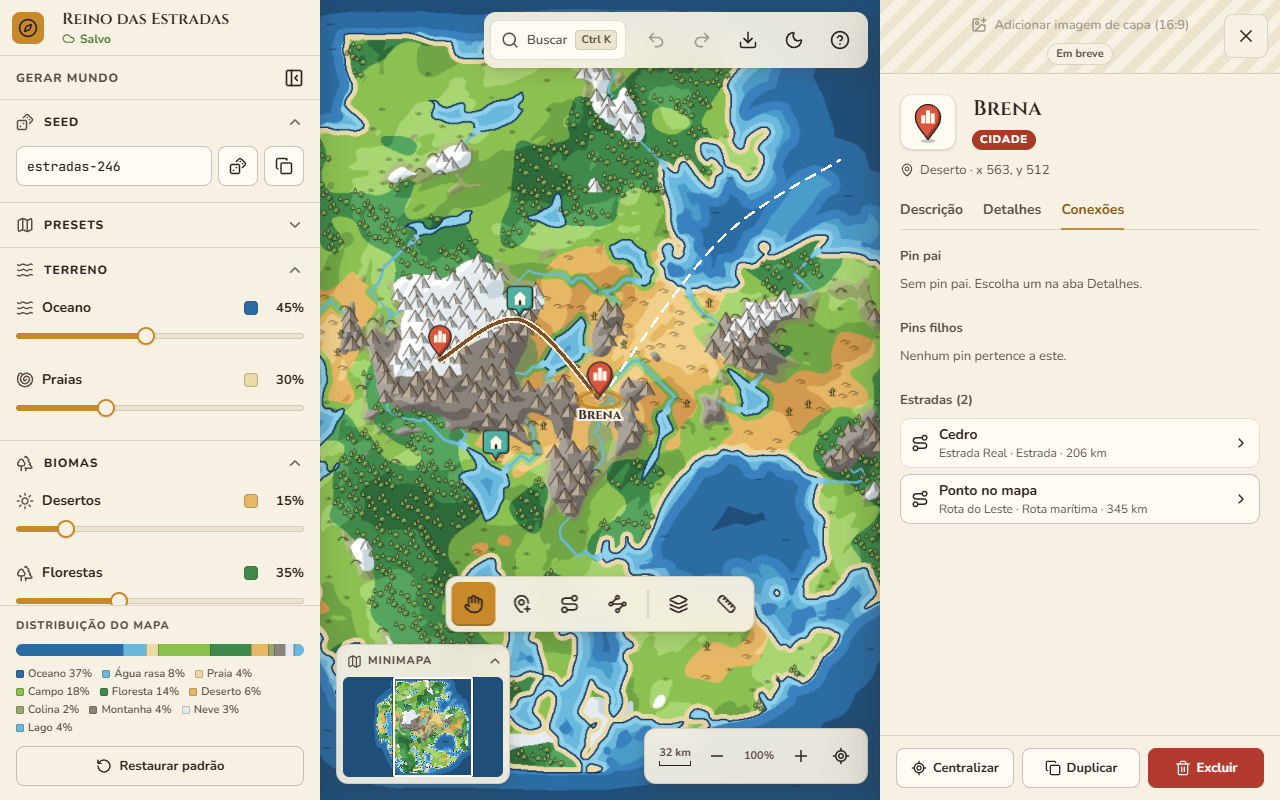 Reino das Estradas
Salvo
GERAR MUNDO
SEED
estradas-246
PRESETS
TERRENO
Oceano 45%
Praias 30%
BIOMAS
Desertos 15%
Florestas 35%
DISTRIBUIÇÃO DO MAPA
Oceano 37% Água rasa 8% Praia 4%
Campo 18% Floresta 14% Deserto 6%
Colina 2% Montanha 4% Neve 3%
Lago 4%
Restaurar padrão
Buscar Ctrl K
Brena
MINIMAPA
32 km 100%
Adicionar imagem de capa (16:9)
Em breve
Brena
CIDADE
Deserto · x 563, y 512
Descrição Detalhes Conexões
Pin pai
Sem pin pai. Escolha um na aba Detalhes.
Pins filhos
Nenhum pin pertence a este.
Estradas (2)
Cedro
Estrada Real · Estrada · 206 km
Ponto no mapa
Rota do Leste · Rota marítima · 345 km
Centralizar Duplicar Excluir